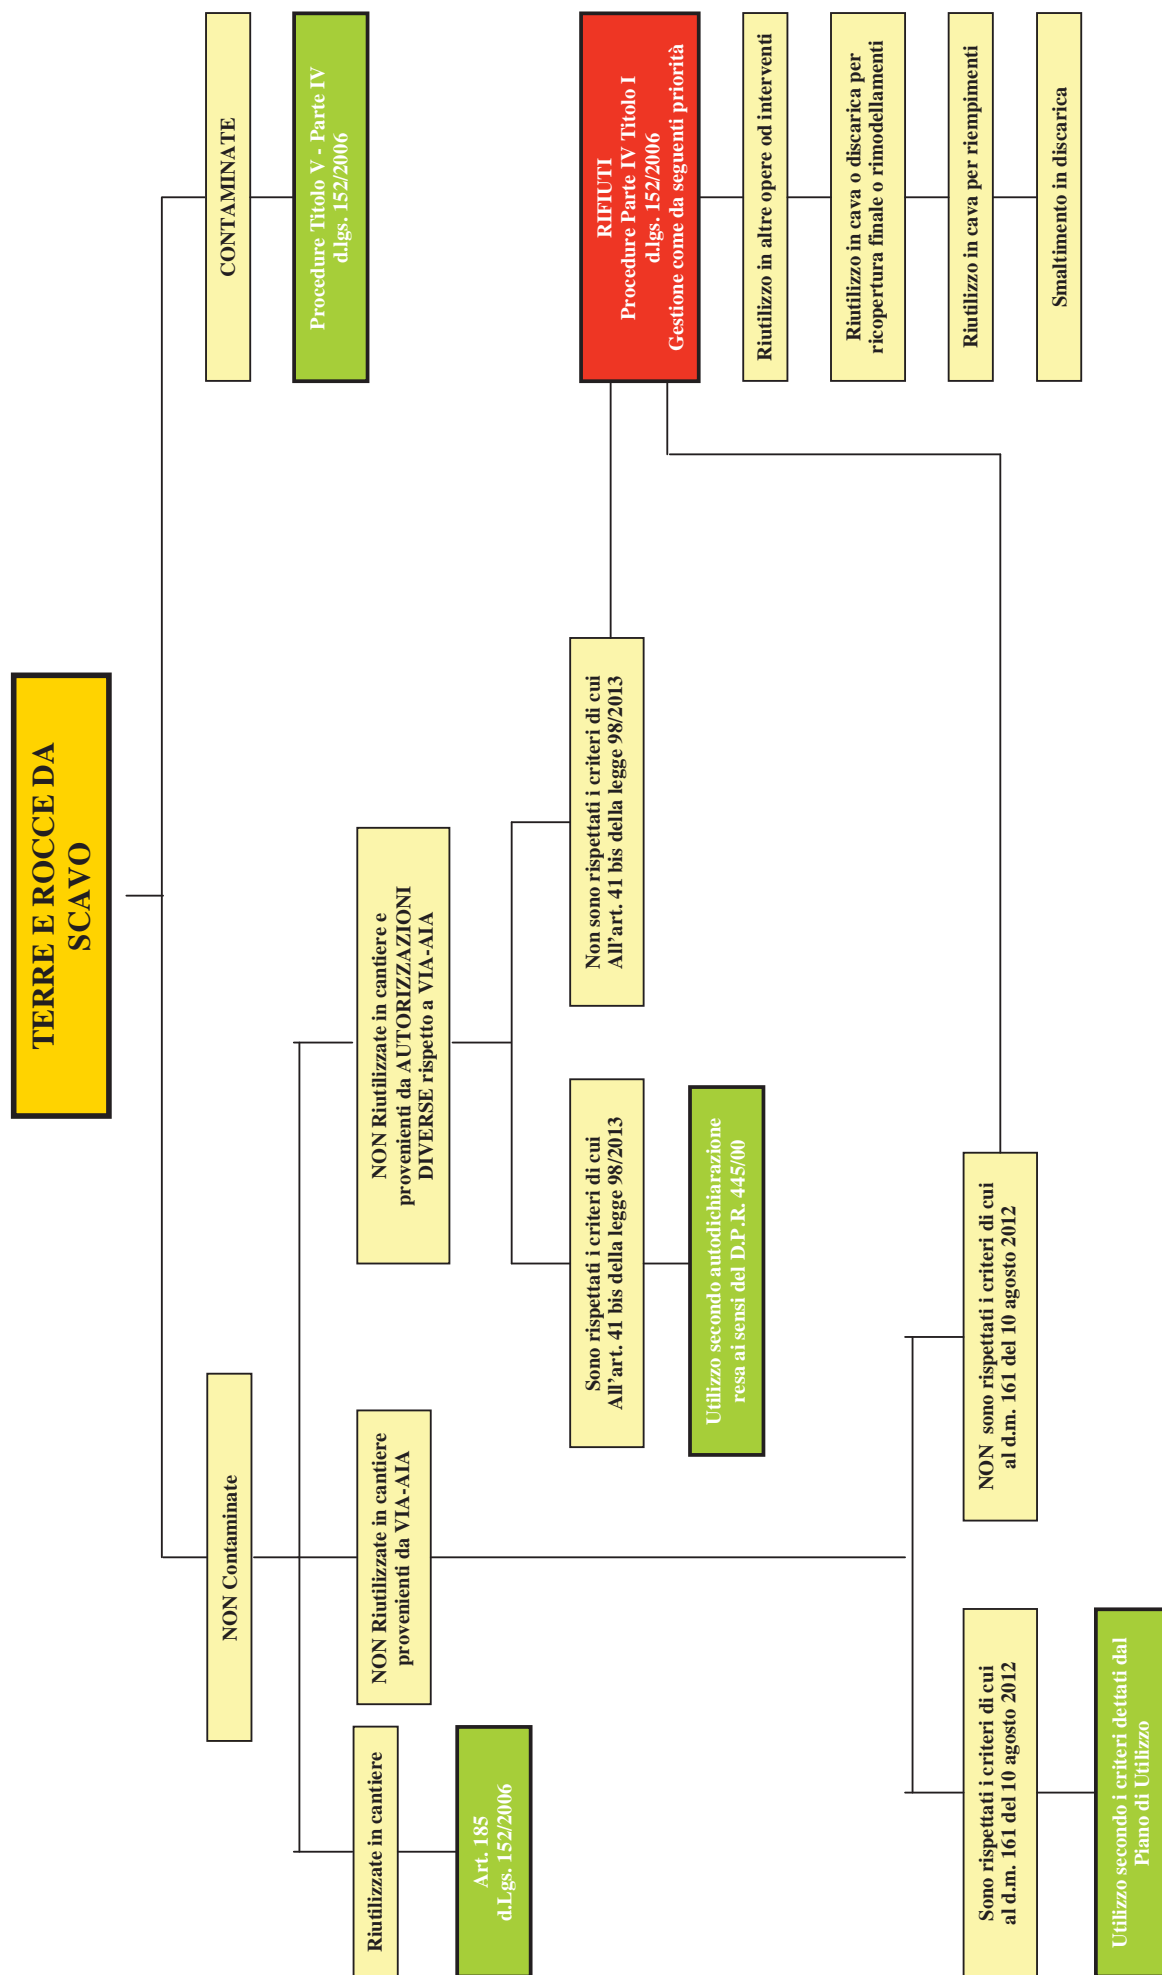 TERRE E ROCCE DA
SCAVO
NON Contaminate
CONTAMINATE
Procedure Titolo V - Parte IV
d.lgs. 152/2006
Riutilizzate in cantiere
Art. 185
d.Lgs. 152/2006
NON Riutilizzate in cantiere
provenienti da VIA-AIA
NON Riutilizzate in cantiere e
provenienti da AUTORIZZAZIONI
DIVERSE rispetto a VIA-AIA
Sono rispettati i criteri di cui
All’art. 41 bis della legge 98/2013
Utilizzo secondo autodichirazione
resa ai sensi del D.P.R. 445/00
Non sono rispettati i criteri di cui
All’art. 41 bis della legge 98/2013
RIFIUTI
Procedure Parte IV Titolo I
d.lgs. 152/2006
Gestione come da seguenti priorità
Riutilizzo in altre opere od interventi
Riutilizzo in cava o discarica per
ricopertura finale o rimodellamenti
Riutilizzo in cava per riempimenti
Smaltimento in discarica
Sono rispettati i criteri di cui
al d.m. 161 del 10 agosto 2012
Utilizzo secondo i criteri dettati dal
Piano di Utilizzo
NON sono rispettati i criteri di cui
al d.m. 161 del 10 agosto 2012